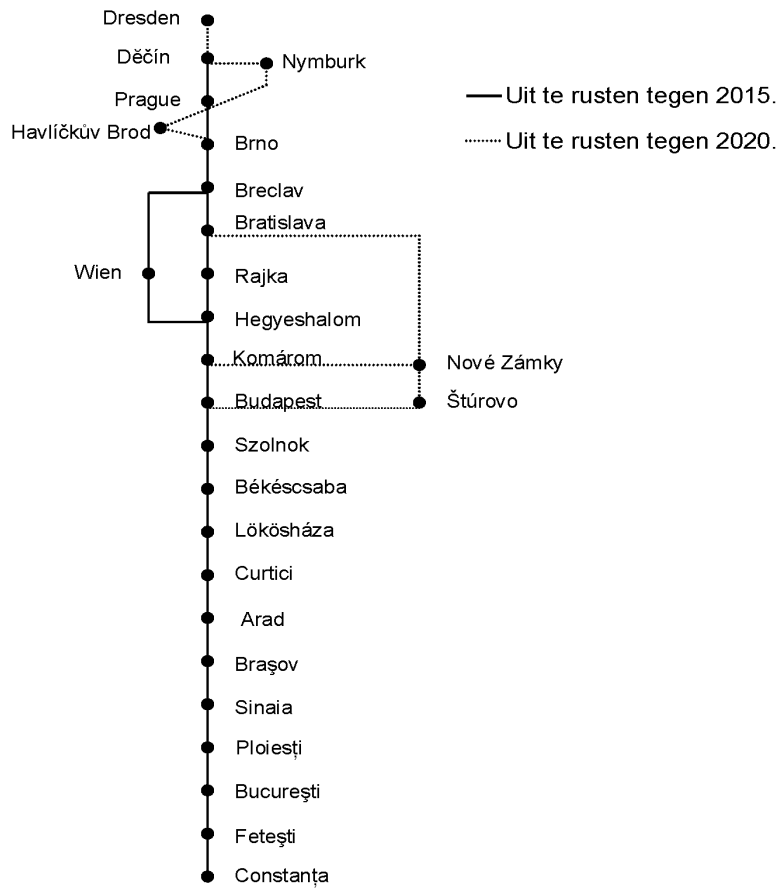 Dresden
Děčín
Nymburk
Prague
Uit te rusten tegen 2015.
Havlíčkův Brod
Brno
Uit te rusten tegen 2020.
Breclav
Bratislava
Wien
Rajka
Hegyeshalom
Komárom
Nové Zámky
Budapest
Štúrovo
Szolnok
Békéscsaba
Lökösháza
Curtici
Arad
Braşov
Sinaia
Ploieşți
Bucureşti
Feteşti
Constanța